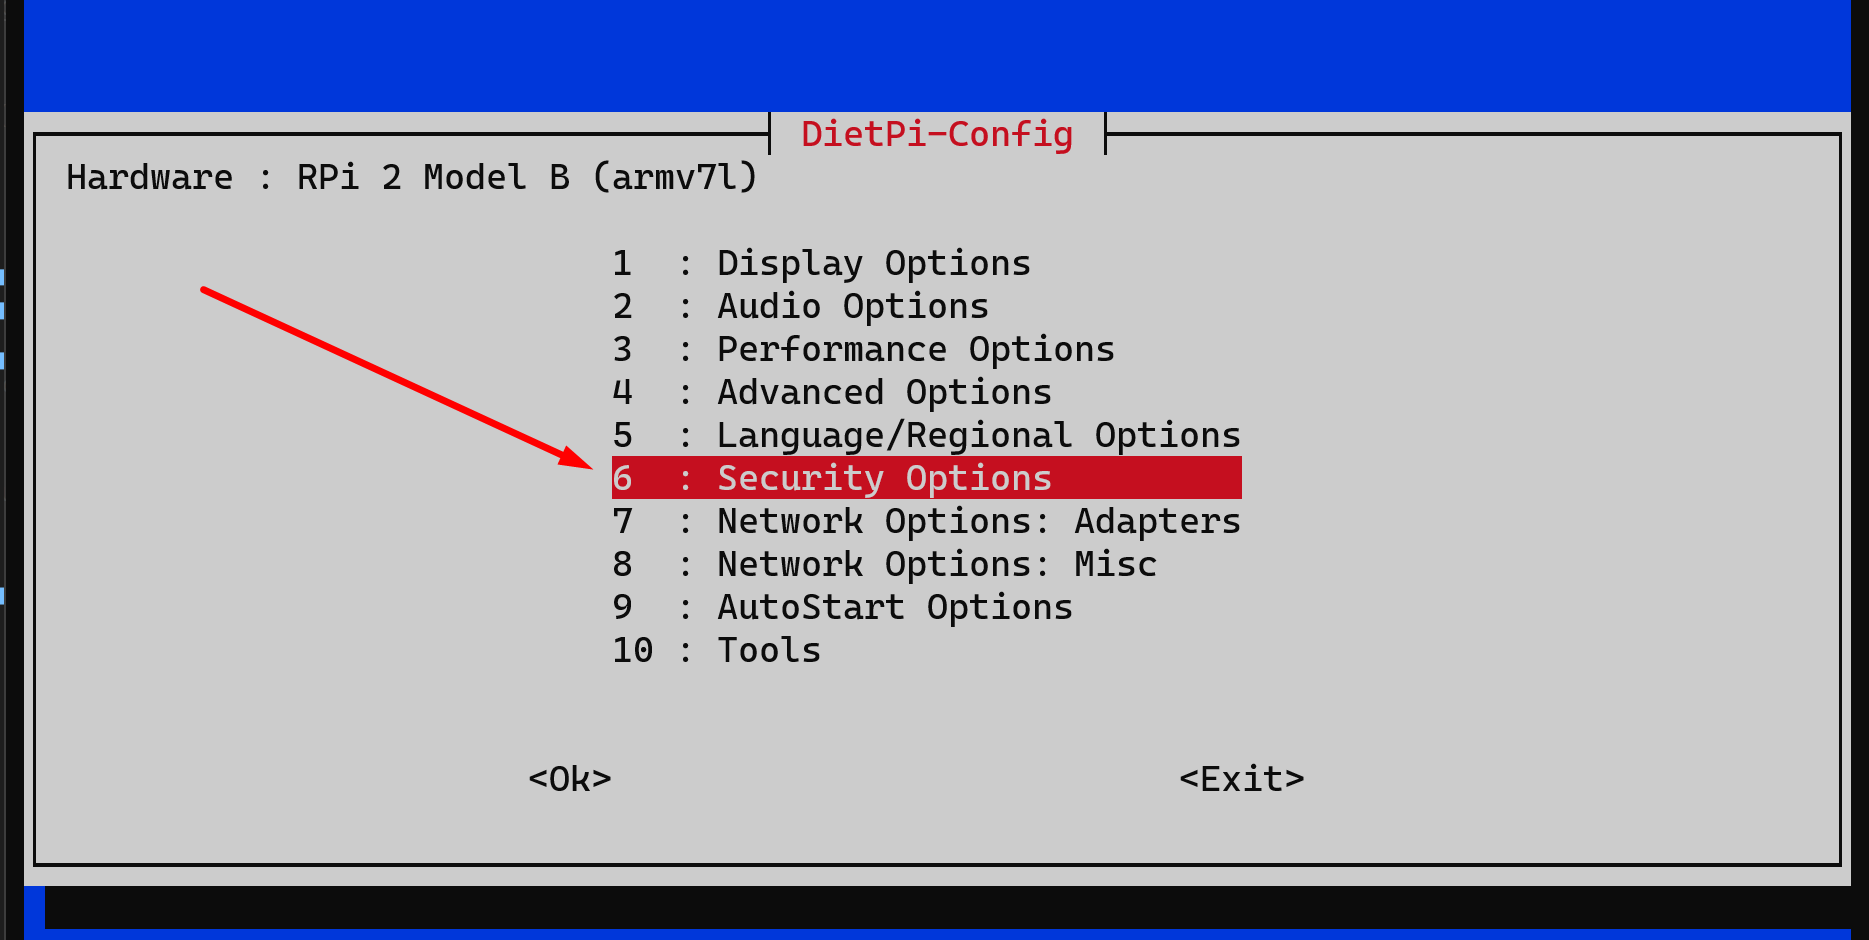 DietPi-Config
Hardware : RPi 2 Model B (armv7l)
1 : Display Options
2 : Audio Options
3 : Performance Options
4 : Advanced Options
5 : Language/Regional Options
6 : Security Options
7 : Network Options: Adapters
8 : Network Options: Misc
9 : AutoStart Options
10 : Tools
<Ok> <Exit>